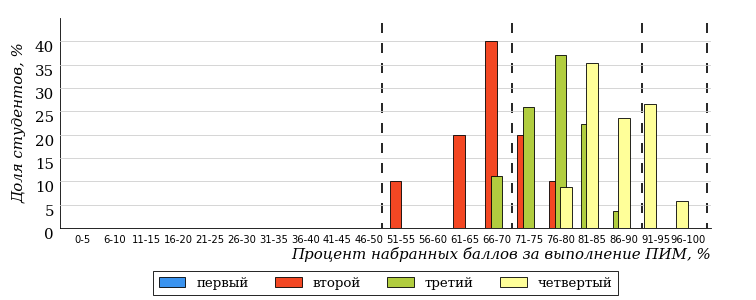 Доля студентов, %
40
35
30
25
20
15
10
5
0
0-5 6-10 11-15 16-20 21-25 26-30 31-35 36-40 41-45 46-50 51-55 56-60 61-65 66-70 71-75 76-80 81-85 86-90 91-95 96-100
Процент набранных баллов за выполнение ПИМ, %
первый второй третий четвертый